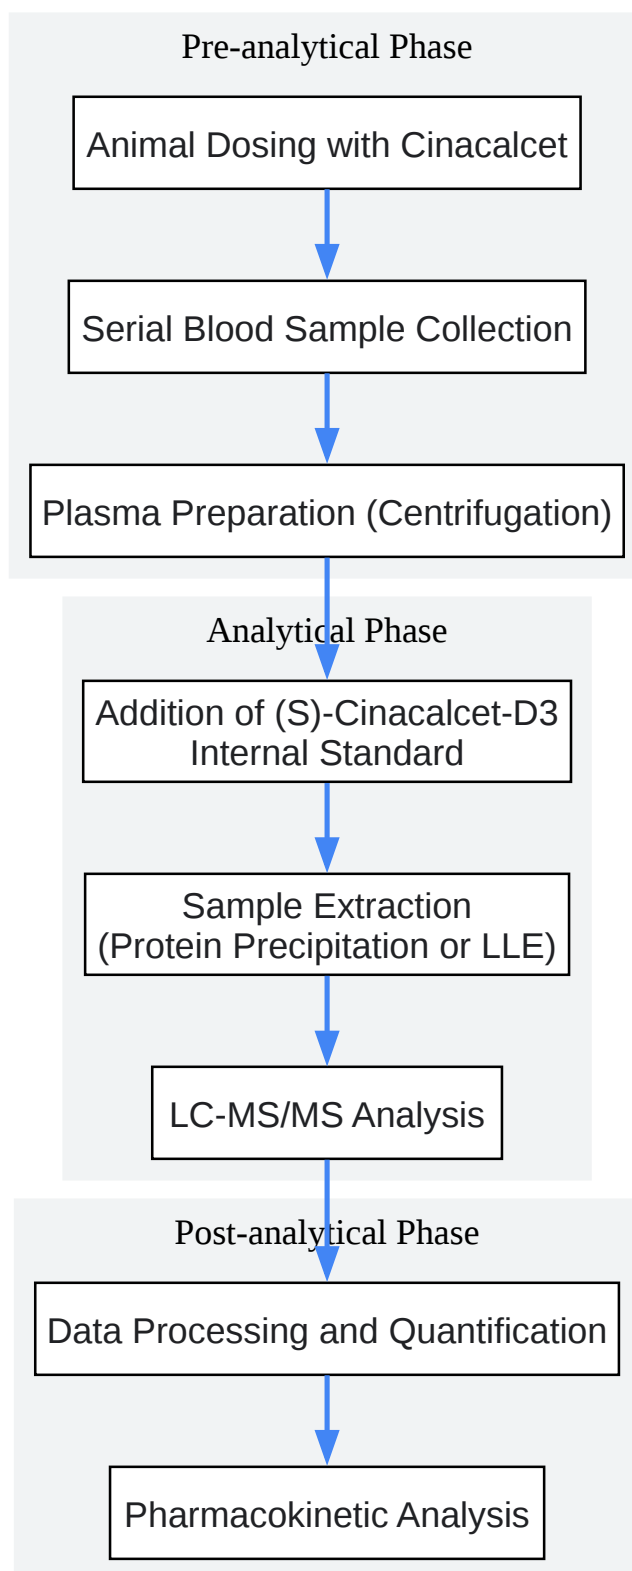 Pre-analytical Phase
Animal Dosing with Cinacalcet
Serial Blood Sample Collection
Plasma Preparation (Centrifugation)
Analytical Phase
Addition of (S)-Cinacalcet-D3
Internal Standard
Sample Extraction
(Protein Precipitation or LLE)
LC-MS/MS Analysis
Post-analytical Phase
Data Processing and Quantification
Pharmacokinetic Analysis